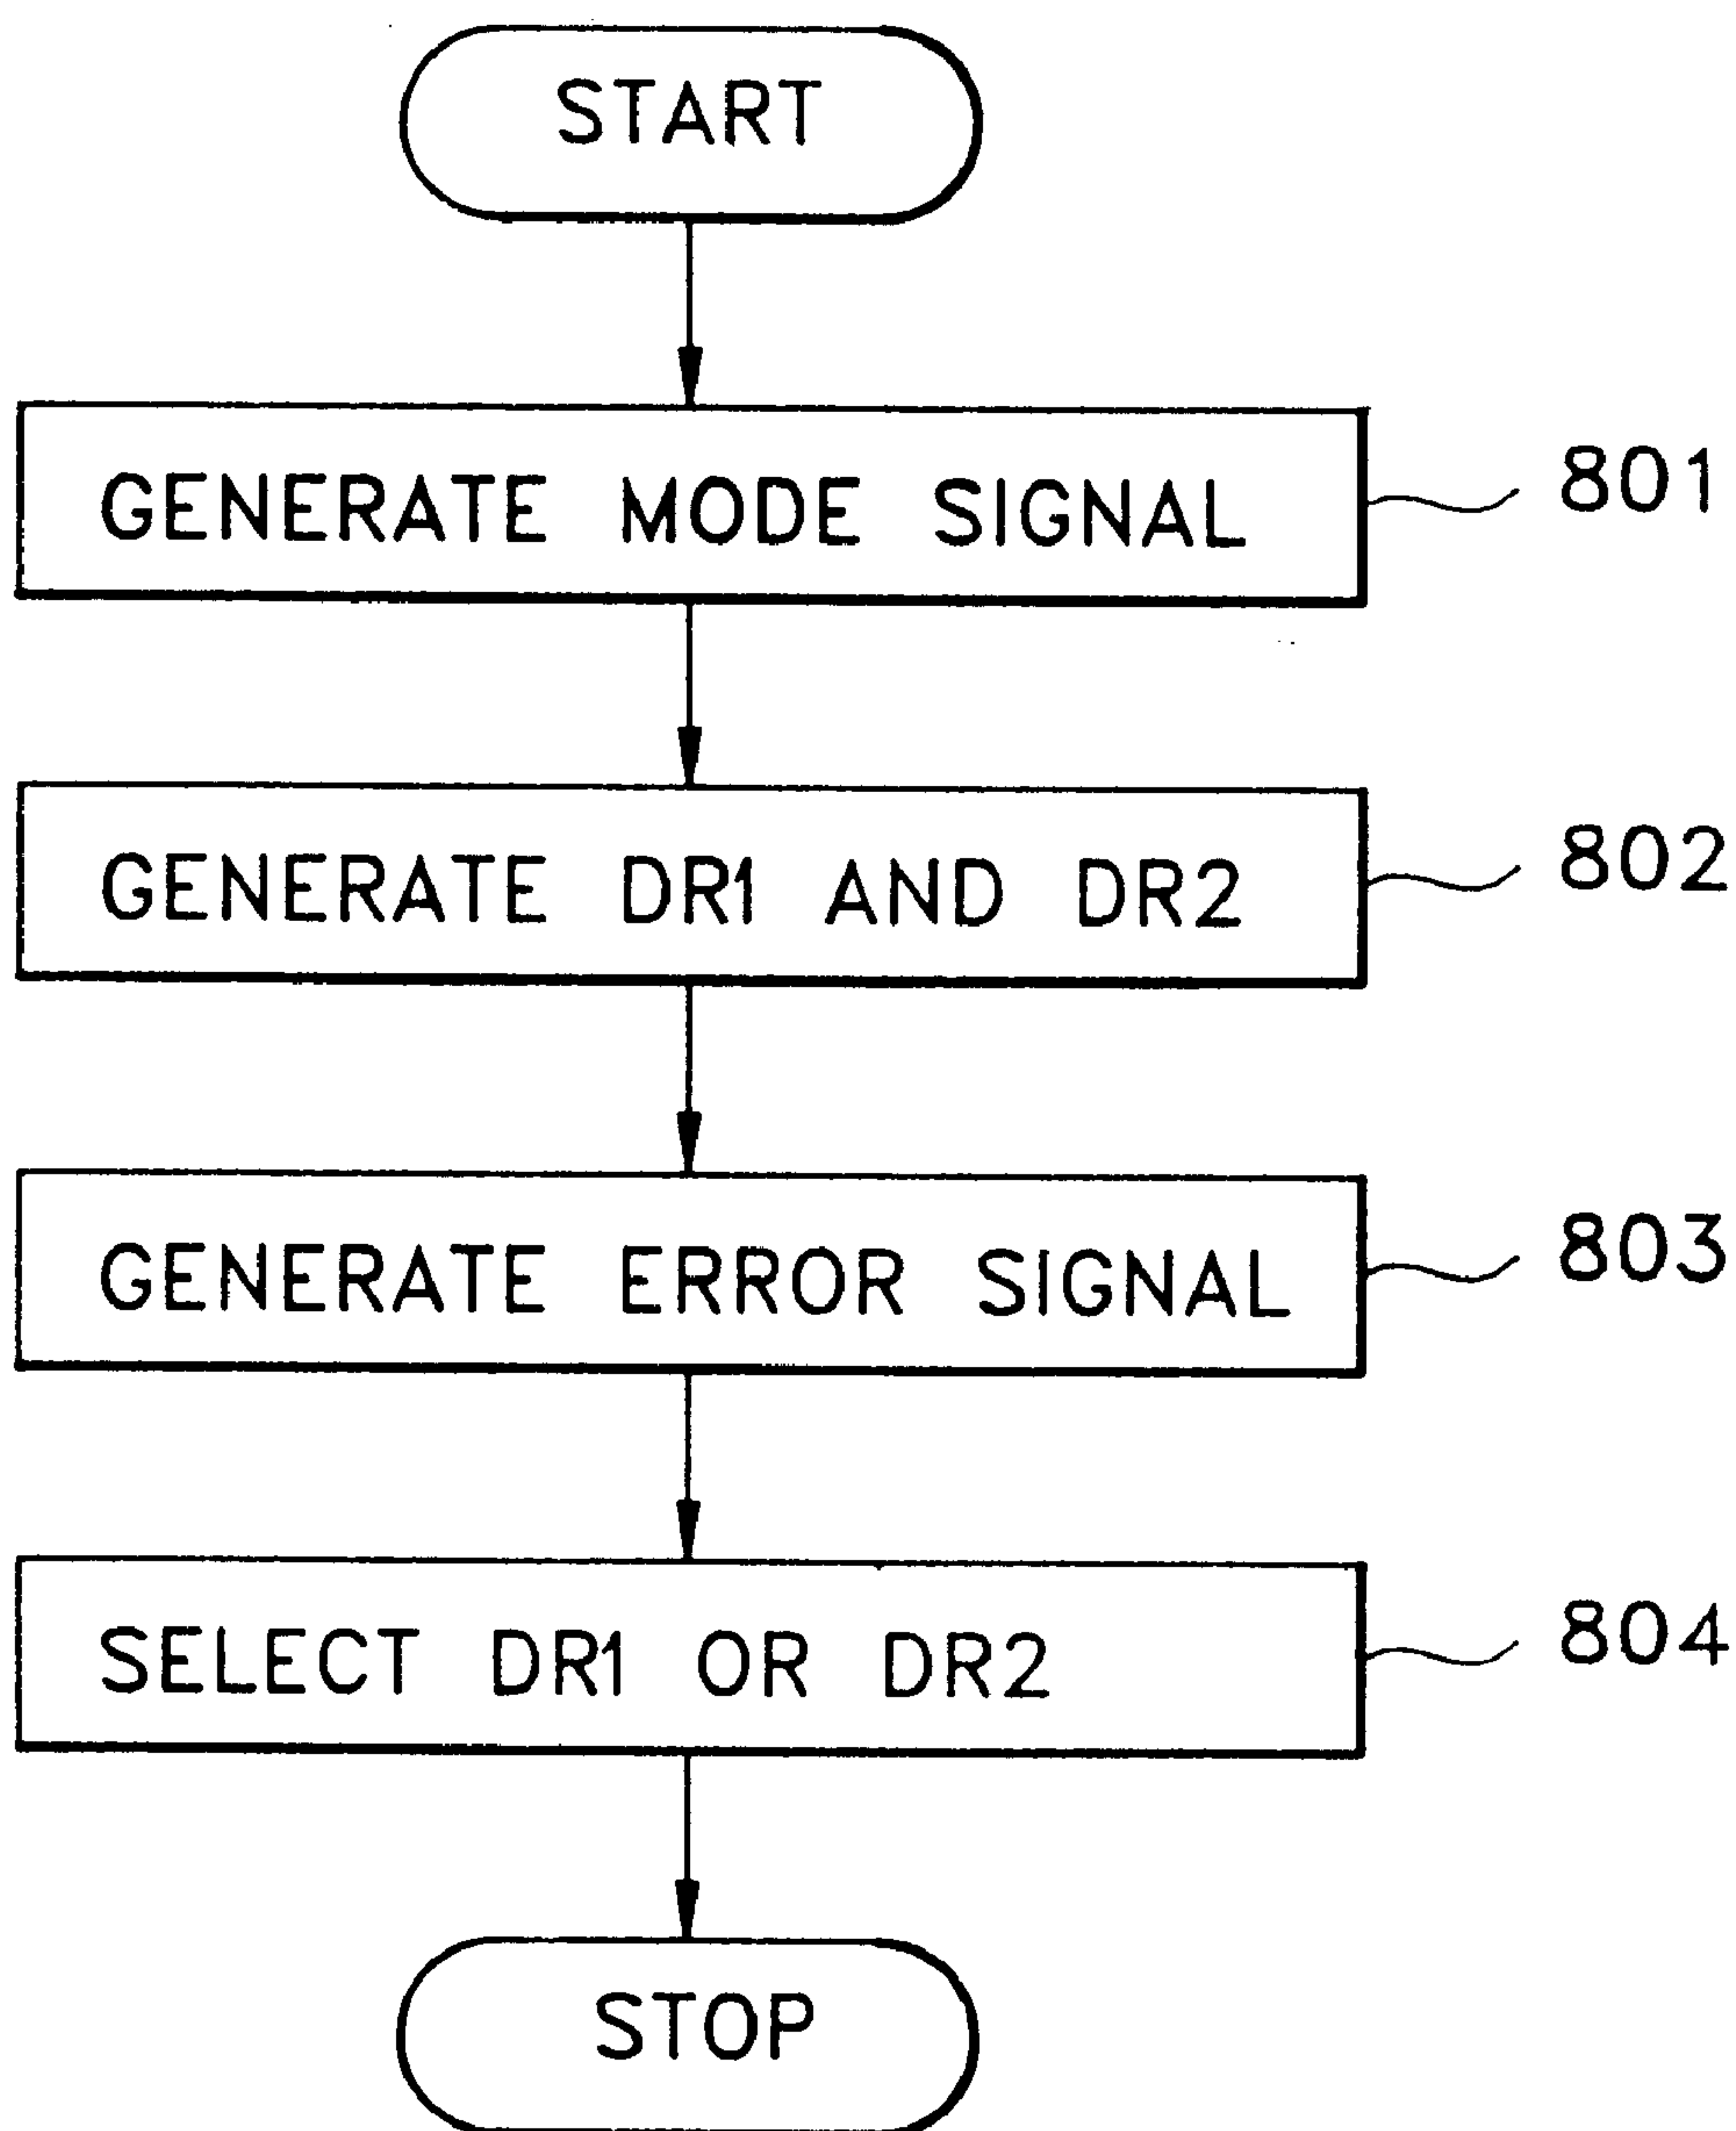 START
GENERATE MODE SIGNAL 801
GENERATE DR1 AND DR2 802
GENERATE ERROR SIGNAL 803
SELECT DR1 OR DR2 804
STOP